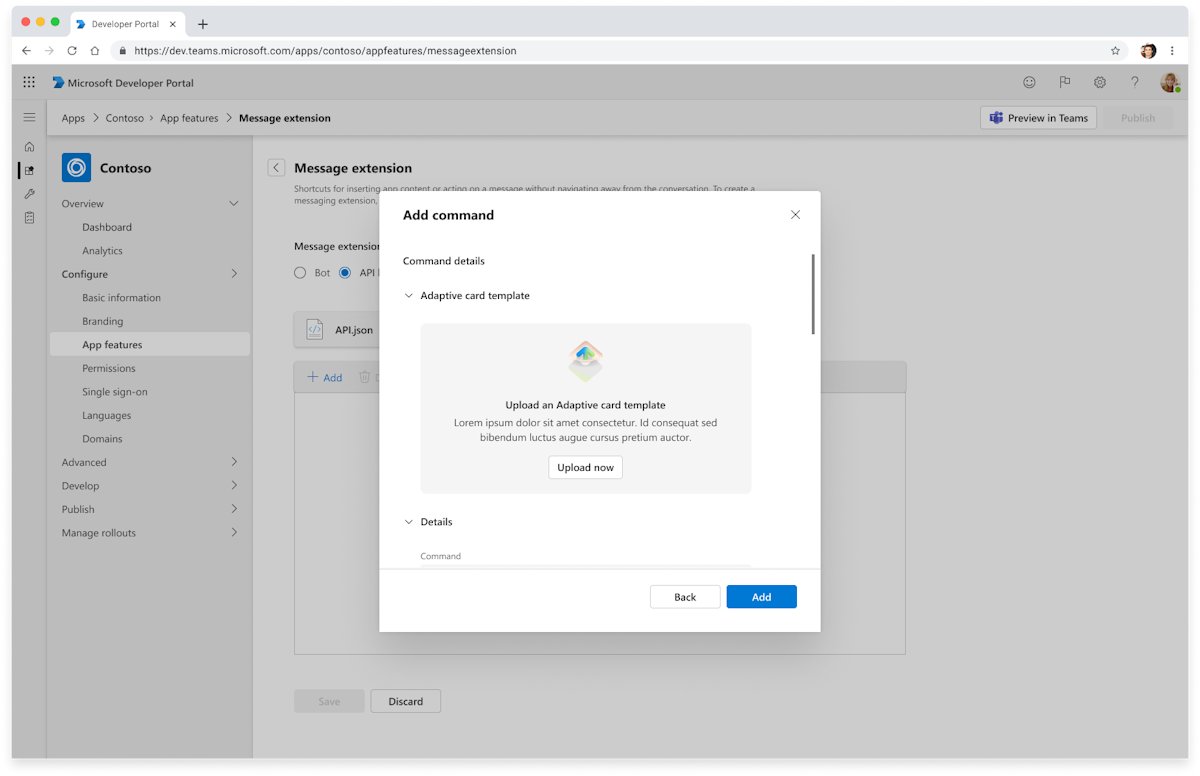 Developer Portal
https://dev.teams.microsoft.com/apps/contoso/appfeatures/messageextension
Microsoft Developer Portal
Apps > Contoso > App features > Message extension
Preview in Teams
Publish
Contoso
Overview
Dashboard
Analytics
Configure
Basic information
Branding
App features
Permissions
Single sign-on
Languages
Domains
Advanced
Develop
Publish
Manage rollouts
Message extension
Shortcuts for inserting app content or acting on a message without navigating away from the conversation. To create a
messaging extension,
Message extension
Bot
API
API.json
Add
Add command
Command details
Adaptive card template
Upload an Adaptive card template
Lorem ipsum dolor sit amet consectetur. Id consequat sed
bibendum luctus augue cursus pretium auctor.
Upload now
Details
Command
Back
Add
Save
Discard